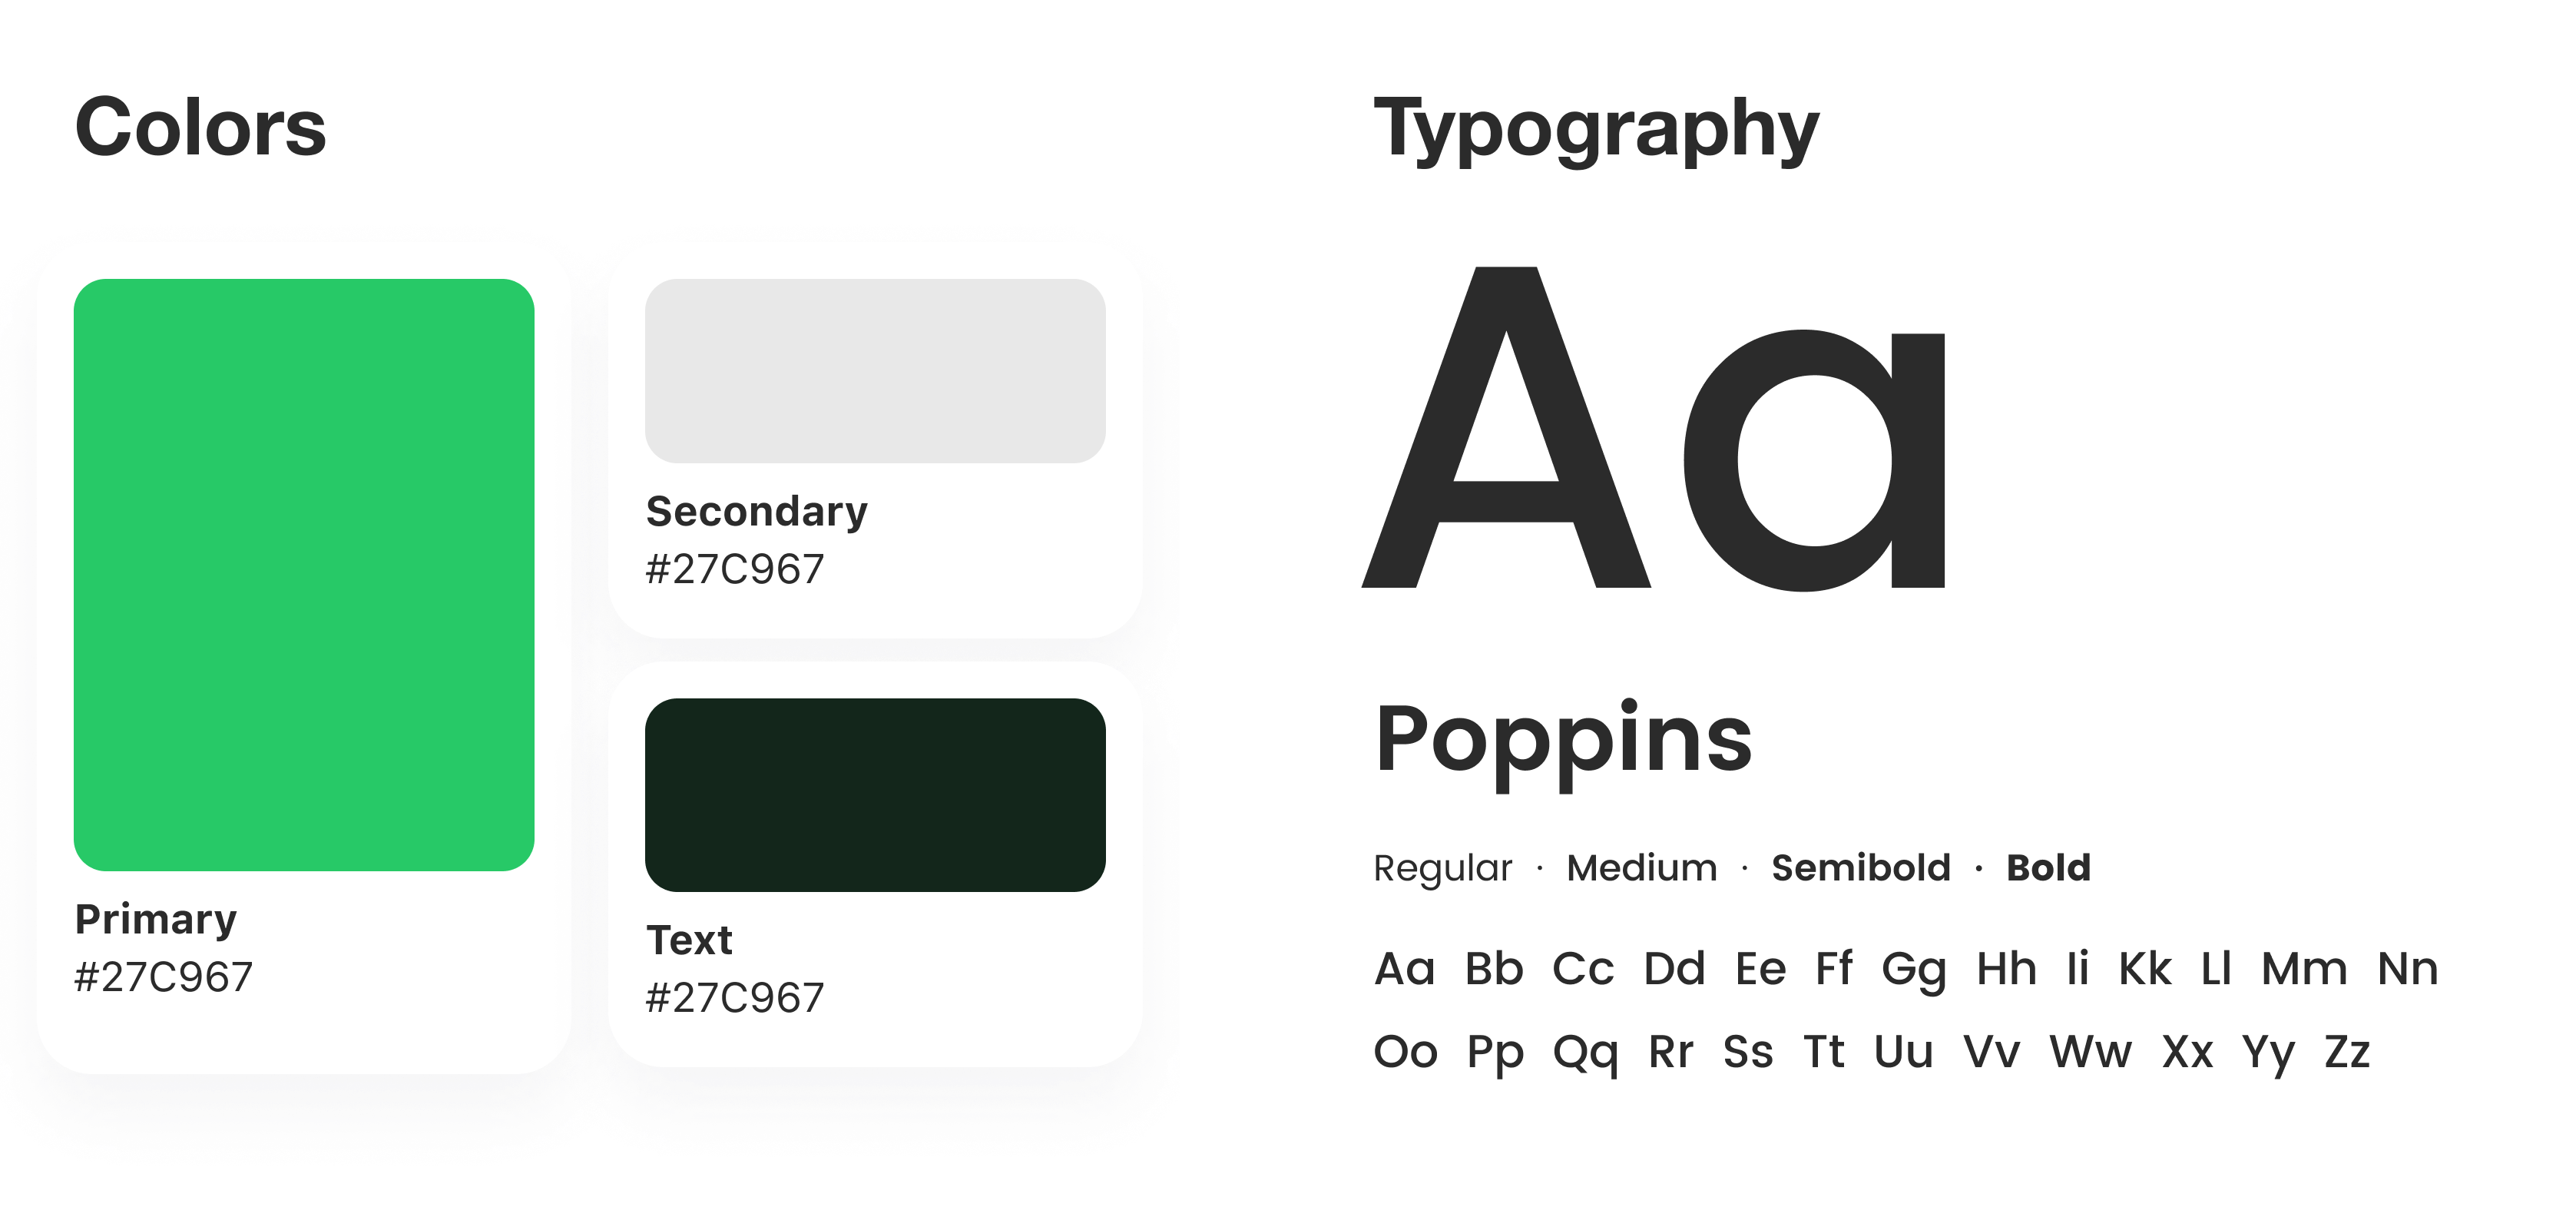 Colors
Primary
#27C967
Secondary
#27C967
Text
#27C967
Typography
Aa
Poppins
Regular · Medium · Semibold · Bold
Aa Bb Cc Dd Ee Ff Gg Hh Ii Kk Ll Mm Nn
Oo Pp Qq Rr Ss Tt Uu Vv Ww Xx Yy Zz